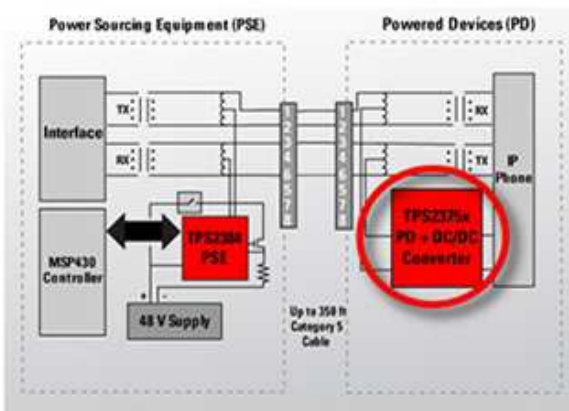 Power Sourcing Equipment (PSE)
Powered Devices (PD)
TX
RX
Interface
MSP430
Controller
TPS2384
PSE
48 V Supply
+
-
1
2
3
4
5
6
7
8
1
2
3
4
5
6
7
8
Up to 350 ft
Category 5
Cable
RX
TX
IP
Phone
TPS2375x
PD + DC/DC
Converter